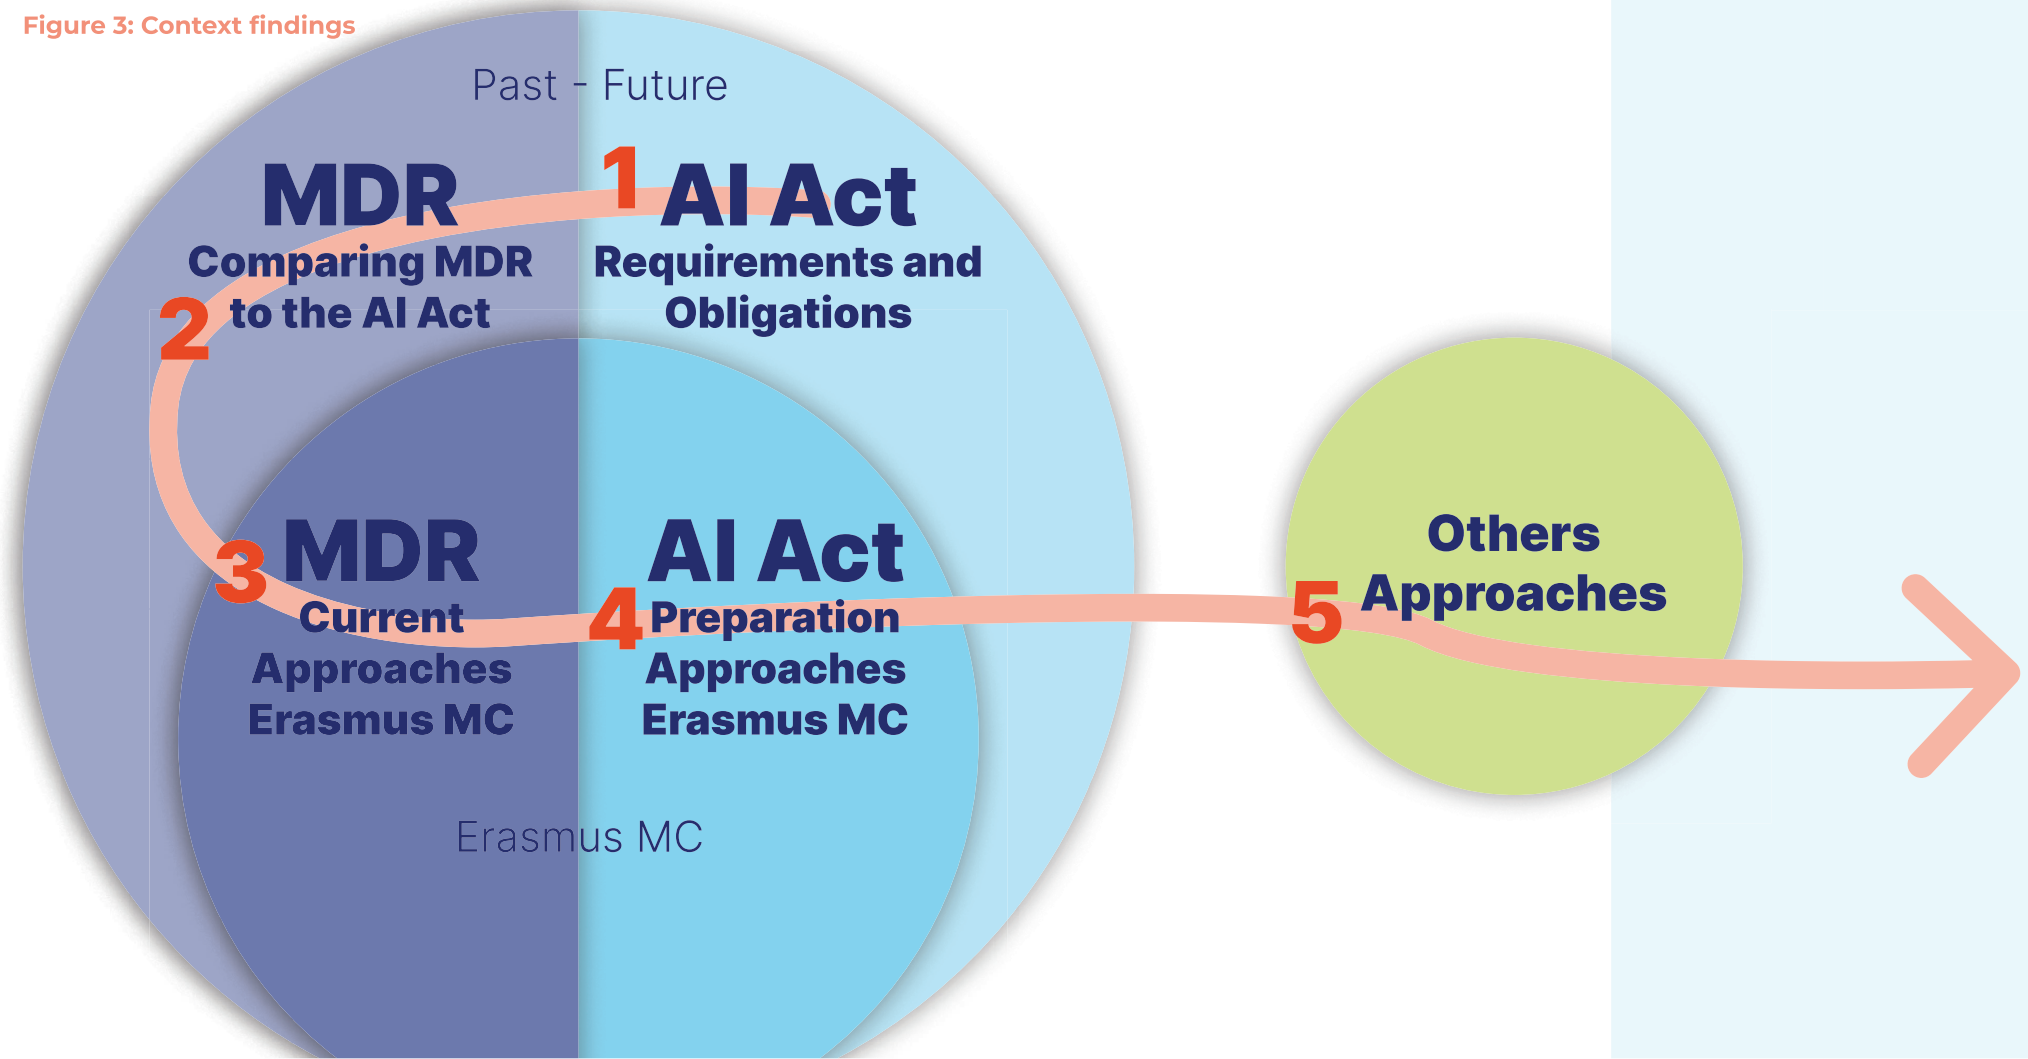 Figure 3: Context findings
Past - Future
1
AI Act
Requirements and
Obligations
2
MDR
Comparing MDR
to the AI Act
3
MDR
Current
Approaches
Erasmus MC
4
AI Act
Preparation
Approaches
Erasmus MC
Erasmus MC
5
Others
Approaches